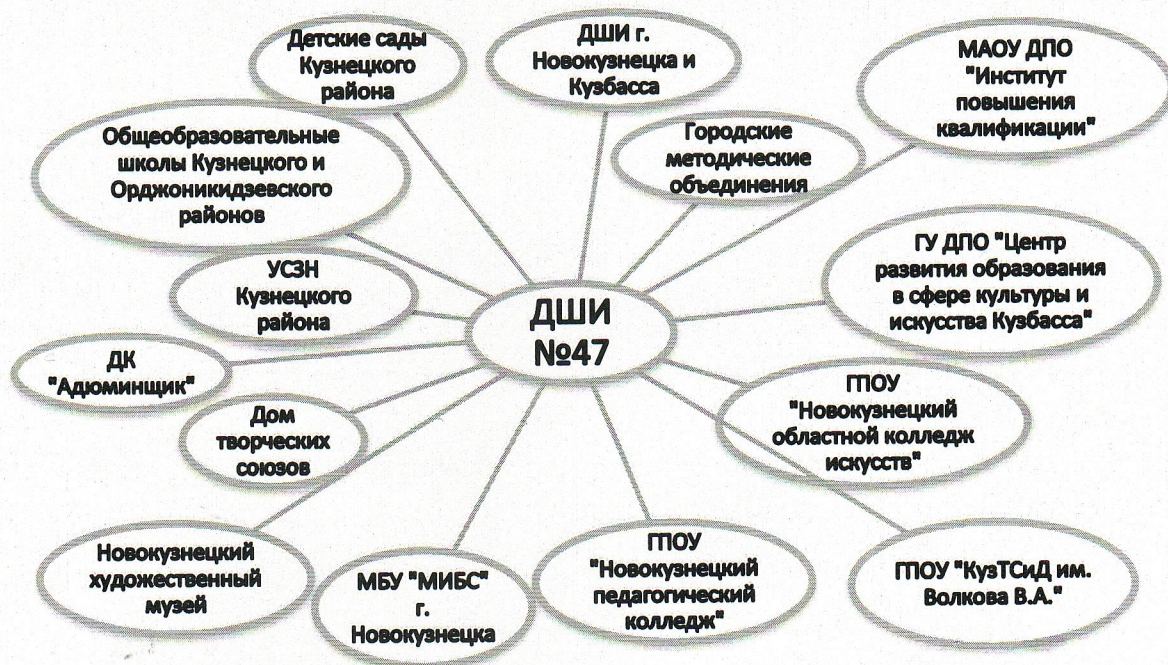 Детские сады
Кузнецкого
района
ДШИ г.
Новокузнецка и
Кузбасса
МАОУ ДПО
"Институт
повышения
квалификации"
Общеобразовательные
школы Кузнецкого и
Орджоникидзевского
районов
Городские
методические
объединения
УСЗН
Кузнецкого
района
ГУ ДПО "Центр
развития образования
в сфере культуры и
искусства Кузбасса"
ДШИ
№47
ДК
"Адюминщик"
Дом
творческих
союзов
ГПОУ
"Новокузнецкий
областной колледж
искусств"
Новокузнецкий
художественный
музей
МБУ "МИБС"
г.
Новокузнецка
ГПОУ
"Новокузнецкий
педагогический
колледж"
ГПОУ "КузТСиД им.
Волкова В.А."